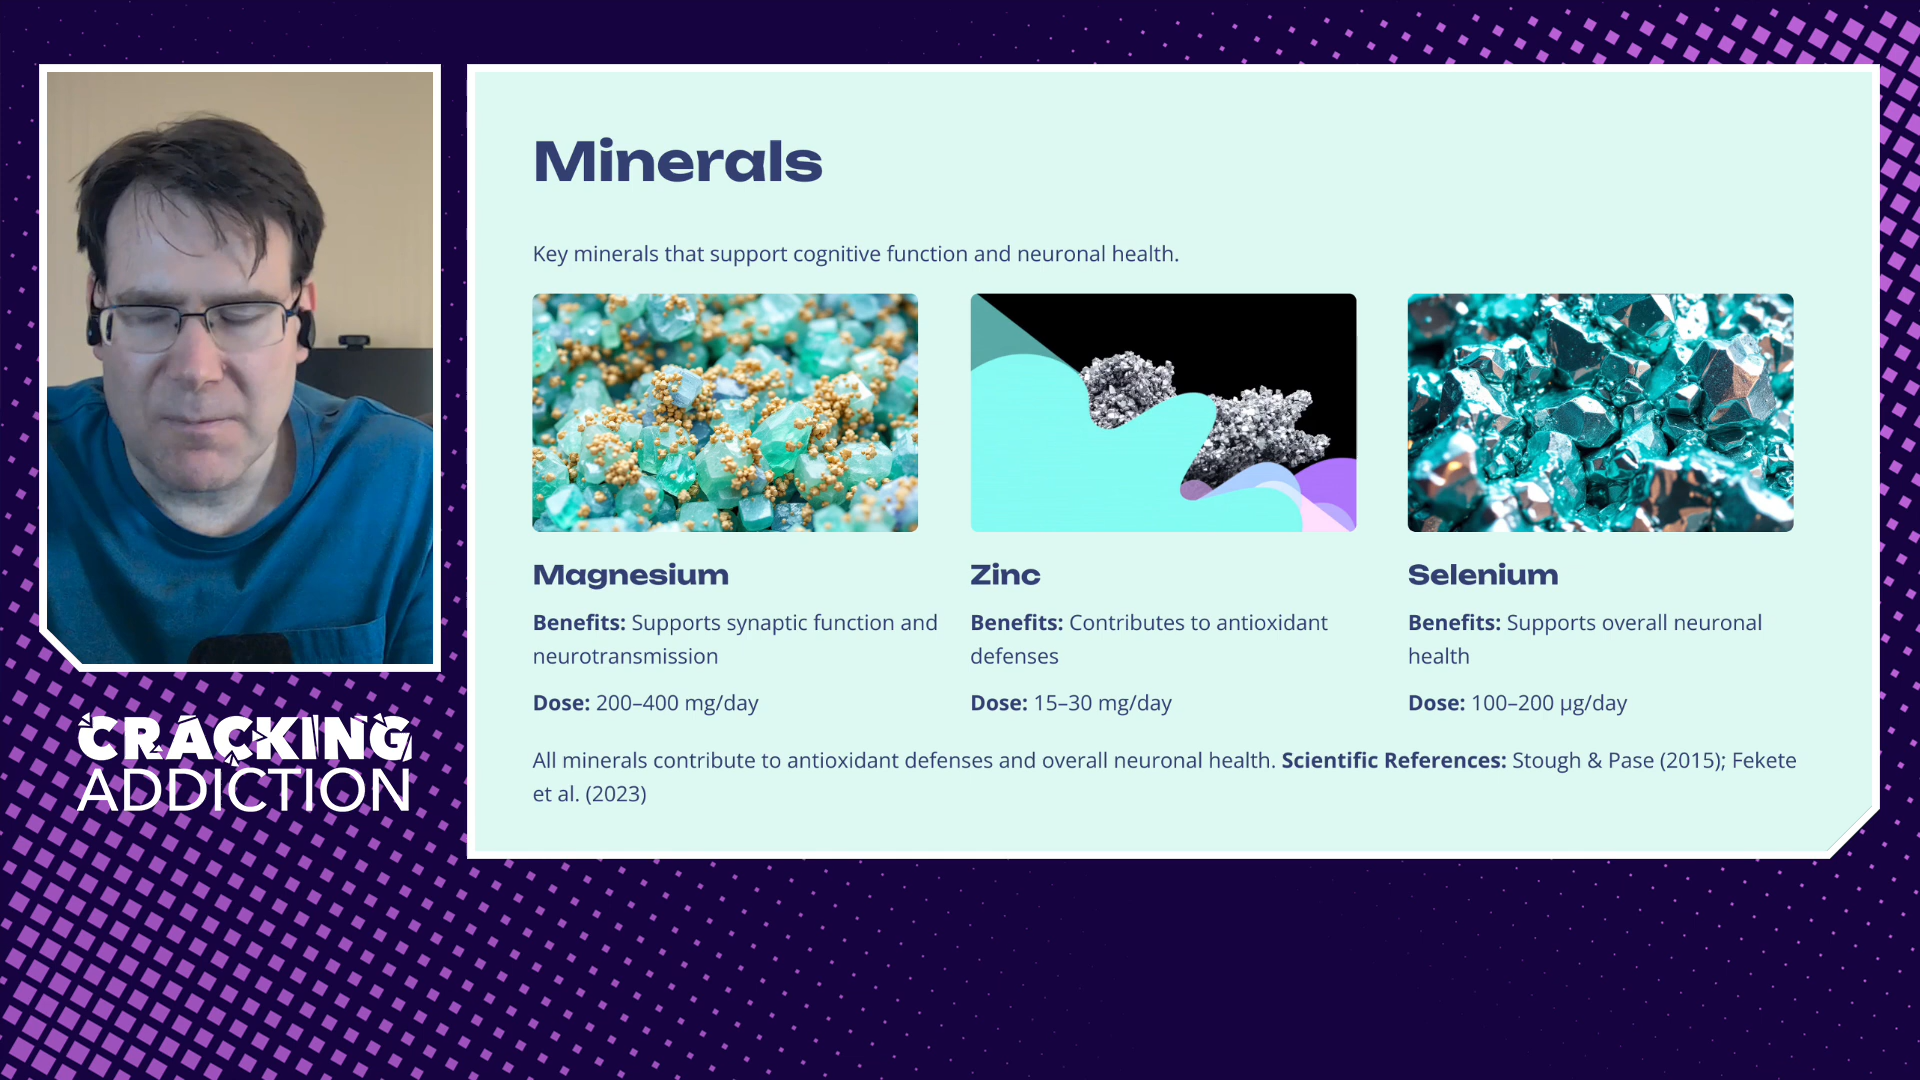 Minerals
Key minerals that support cognitive function and neuronal health.
Magnesium
Benefits: Supports synaptic function and
neurotransmission
Dose: 200–400 mg/day
Zinc
Benefits: Contributes to antioxidant
defenses
Dose: 15–30 mg/day
Selenium
Benefits: Supports overall neuronal
health
Dose: 100–200 µg/day
All minerals contribute to antioxidant defenses and overall neuronal health. Scientific References: Stough & Pase (2015); Fekete
et al. (2023)
CRACKING
ADDICTION